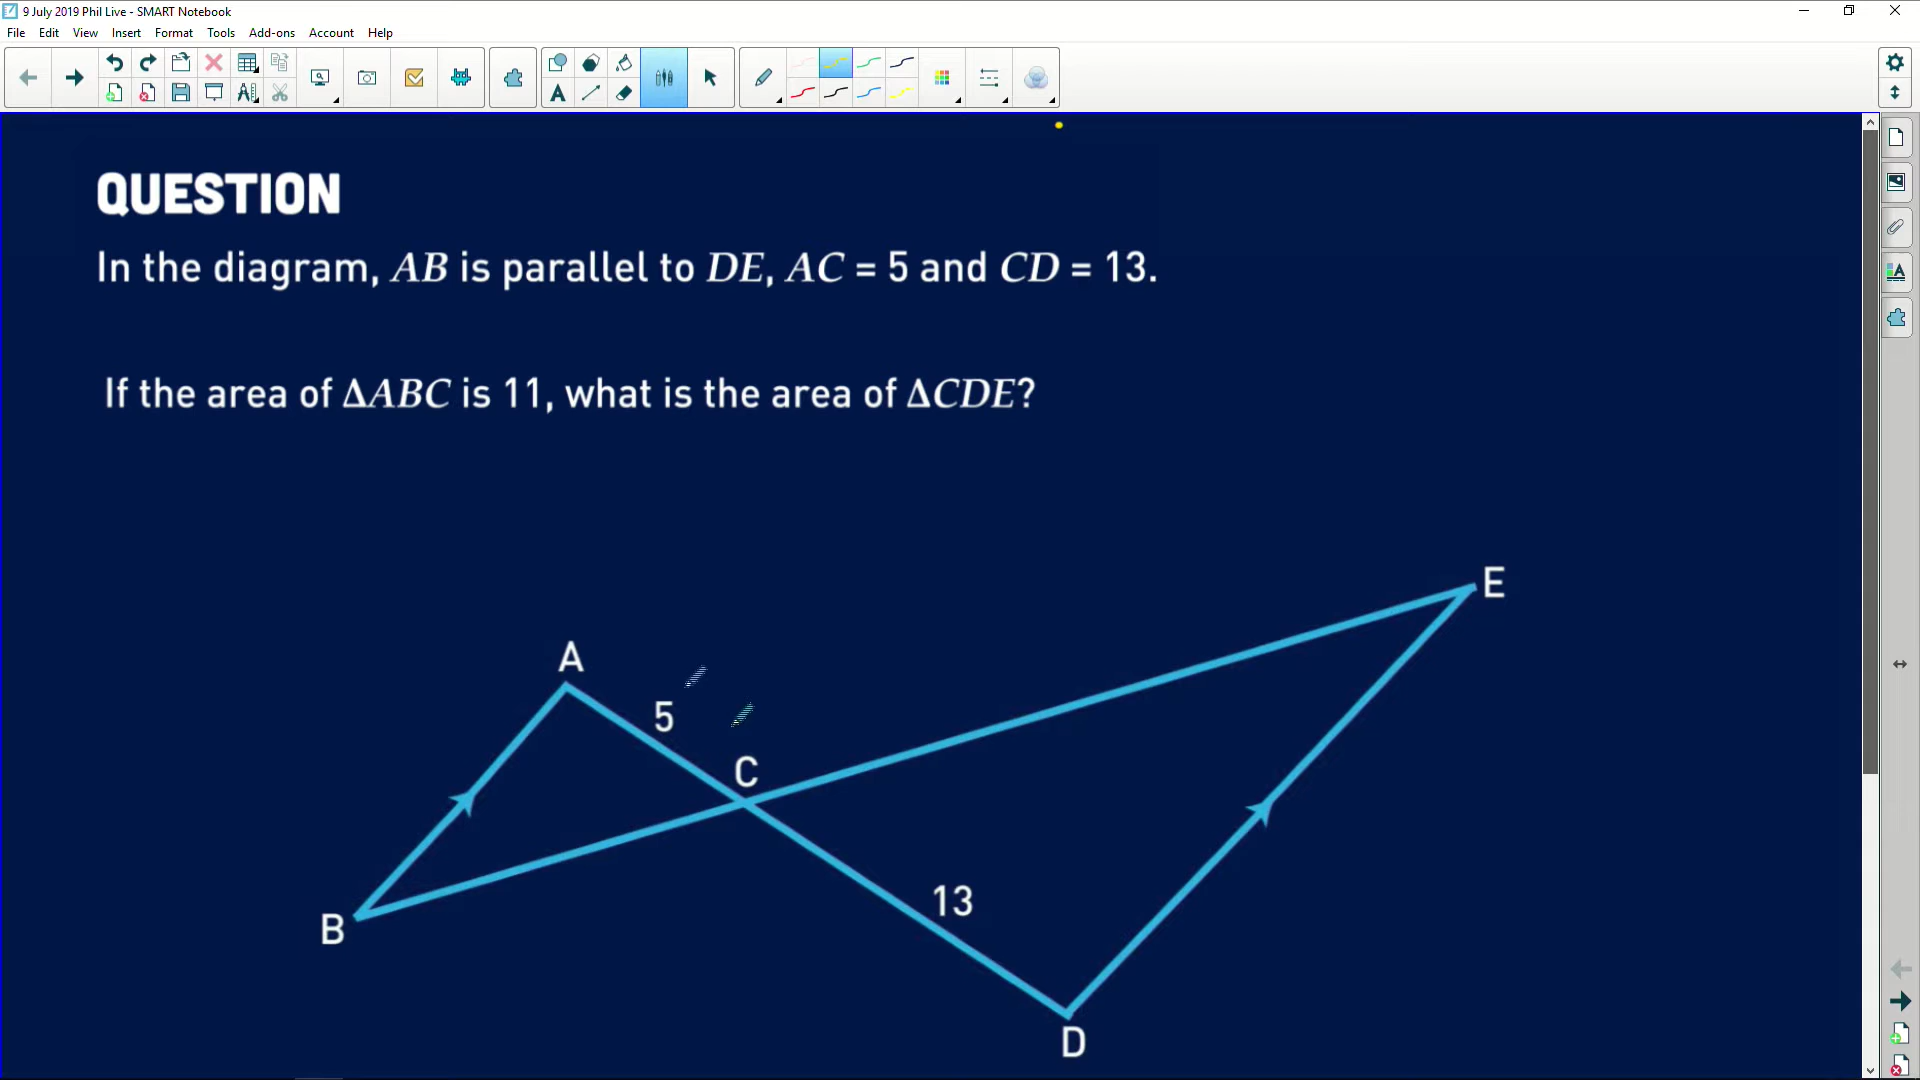 9 July 2019 Phil Live - SMART Notebook
File Edit View Insert Format Tools Add-ons Account Help
QUESTION
In the diagram, AB is parallel to DE, AC = 5 and CD = 13.
If the area of ΔABC is 11, what is the area of ΔCDE?
E
A
5
C
13
B
D